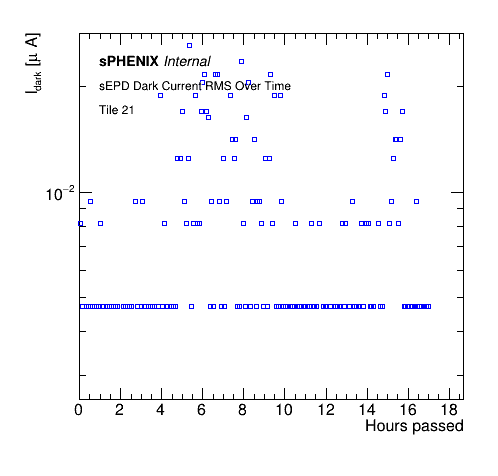 I_dark [μ A]
sPHENIX Internal
sEPD Dark Current RMS Over Time
Tile 21
10⁻²
0 2 4 6 8 10 12 14 16 18
Hours passed